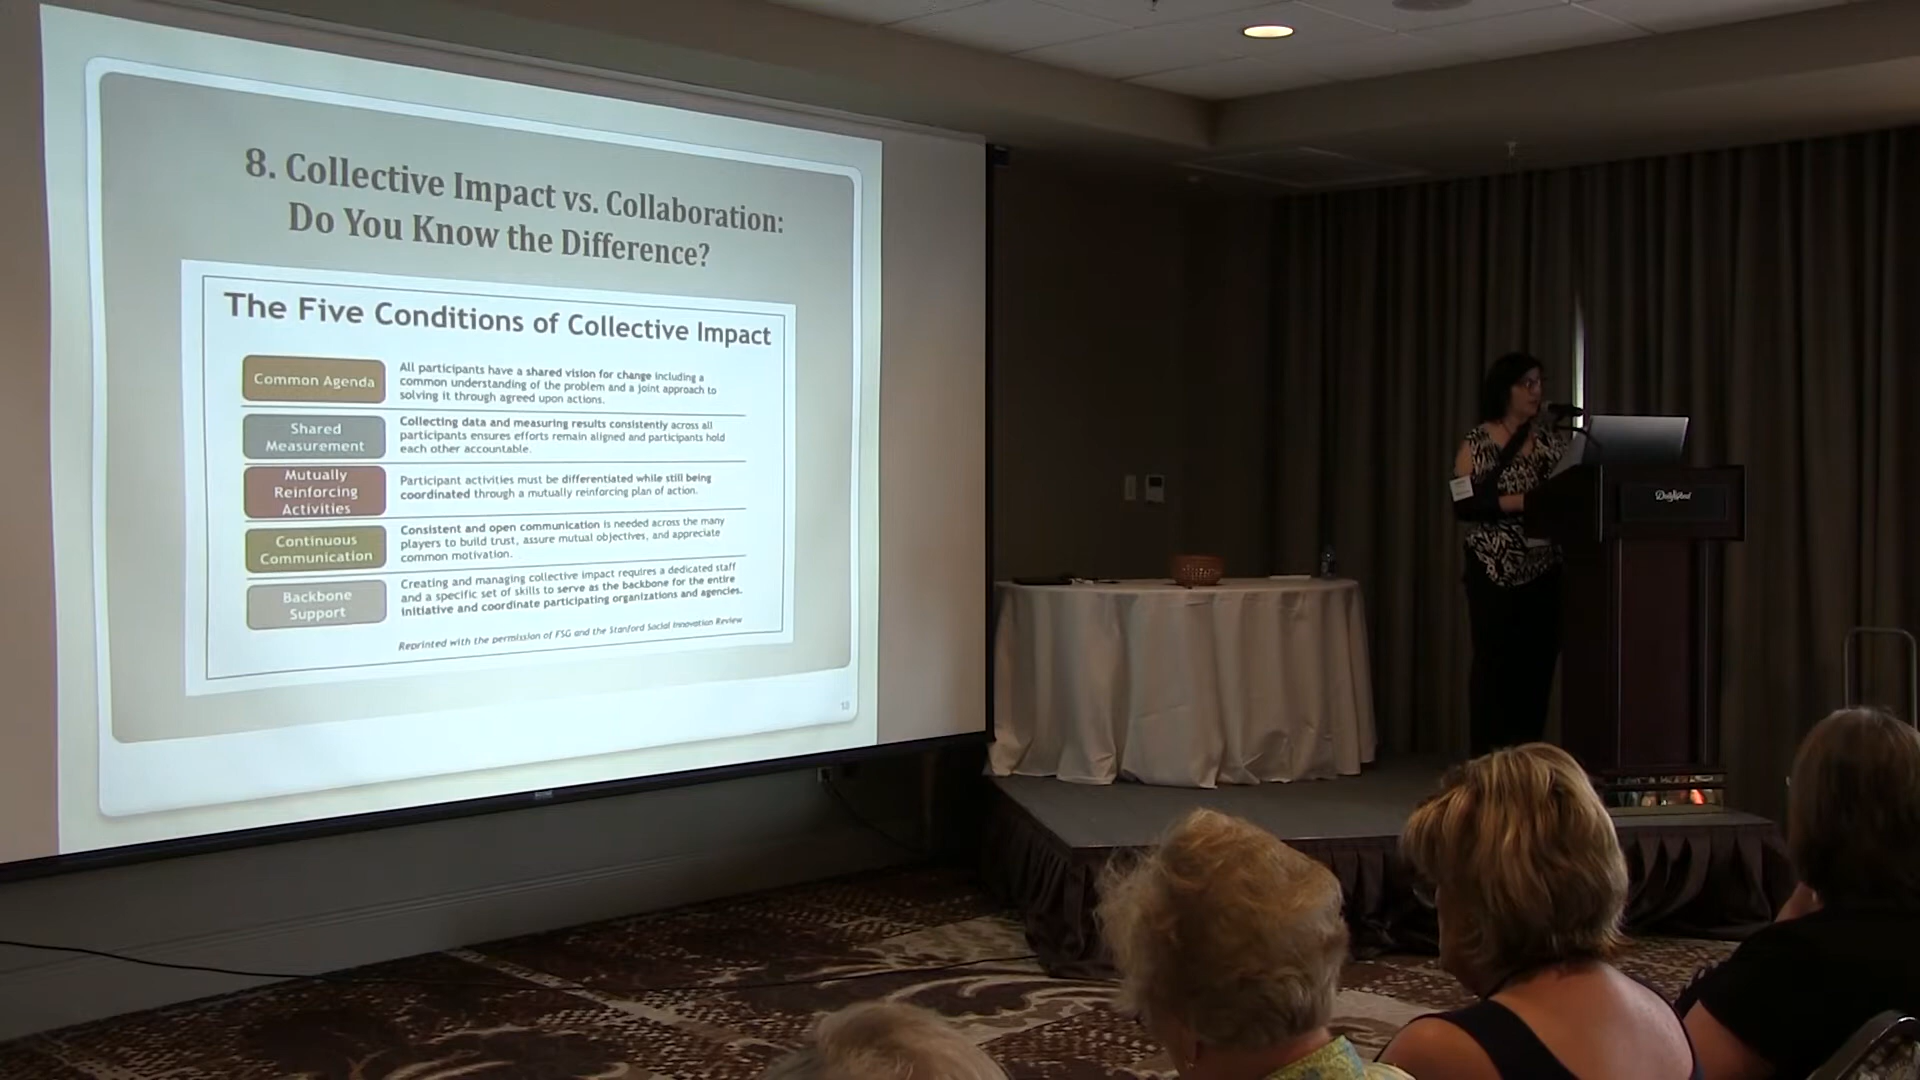 8. Collective Impact vs. Collaboration:
Do You Know the Difference?
The Five Conditions of Collective Impact
Common Agenda
All participants have a shared vision for change including a
common understanding of the problem and a joint approach to
solving it through agreed upon actions.
Shared
Measurement
Collecting data and measuring results consistently across all
participants ensures efforts remain aligned and participants hold
each other accountable.
Mutually
Reinforcing
Activities
Participant activities must be differentiated while still being
coordinated through a mutually reinforcing plan of action.
Continuous
Communication
Consistent and open communication is needed across the many
players to build trust, assure mutual objectives, and appreciate
common motivation.
Backbone
Support
Creating and managing collective impact requires a dedicated staff
and a specific set of skills to serve as the backbone for the entire
initiative and coordinate participating organizations and agencies.
Reprinted with the permission of FSG and the Stanford Social Innovation Review